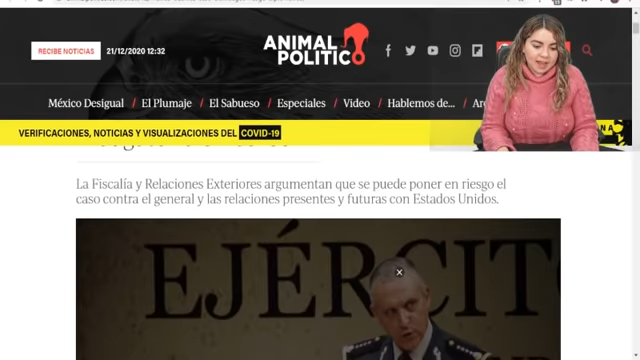 RECIBE NOTICIAS
21/12/2020 12:32
ANIMAL
POLITICO
México Desigual / El Plumaje / El Sabueso / Especiales / Video / Hablemos de...
VERIFICACIONES, NOTICIAS Y VISUALIZACIONES DEL COVID-19
La Fiscalía y Relaciones Exteriores argumentan que se puede poner en riesgo el
caso contra el general y las relaciones presentes y futuras con Estados Unidos.
EJÉRCIT